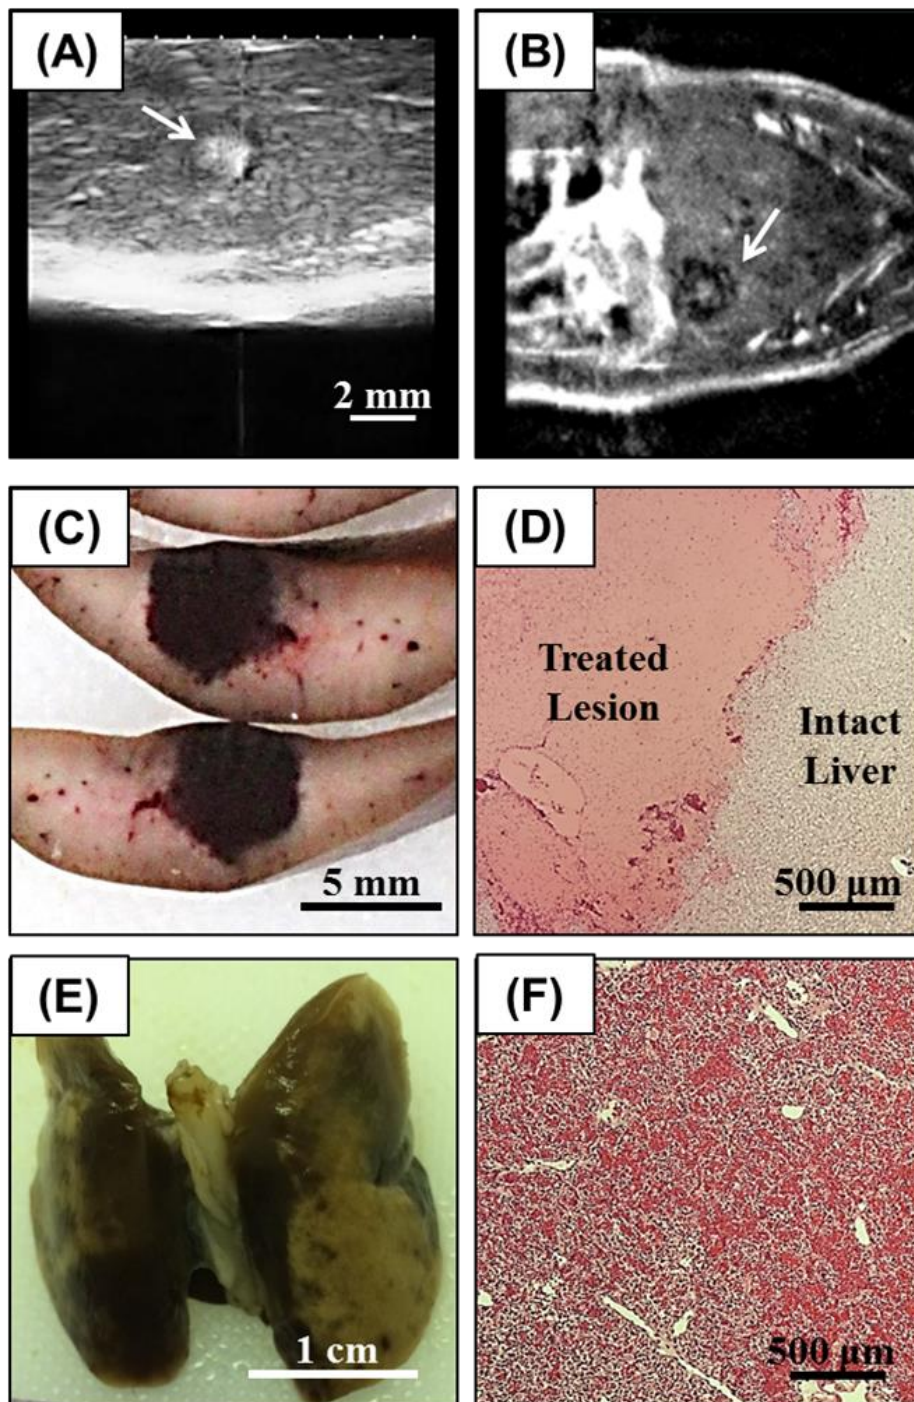 (A)
(B)
2 mm
(C)
(D)
Treated
Lesion
Intact
Liver
5 mm
500 µm
(E)
(F)
1 cm
500 µm